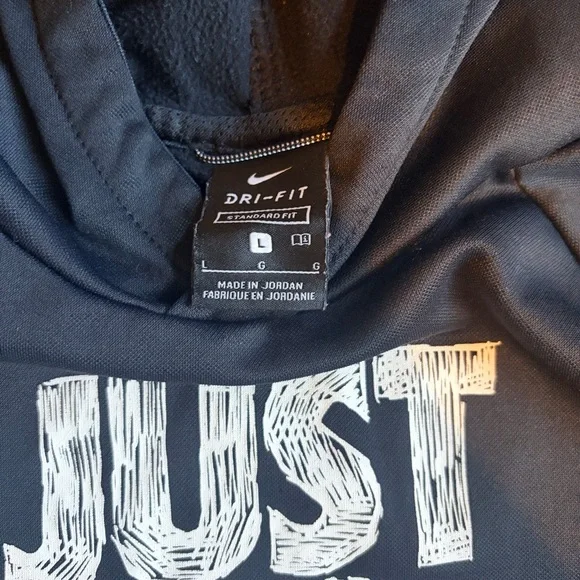 DRI-FIT
STANDARD FIT
L
L G G
MADE IN JORDAN
FABRIQUE EN JORDANIE
JUST